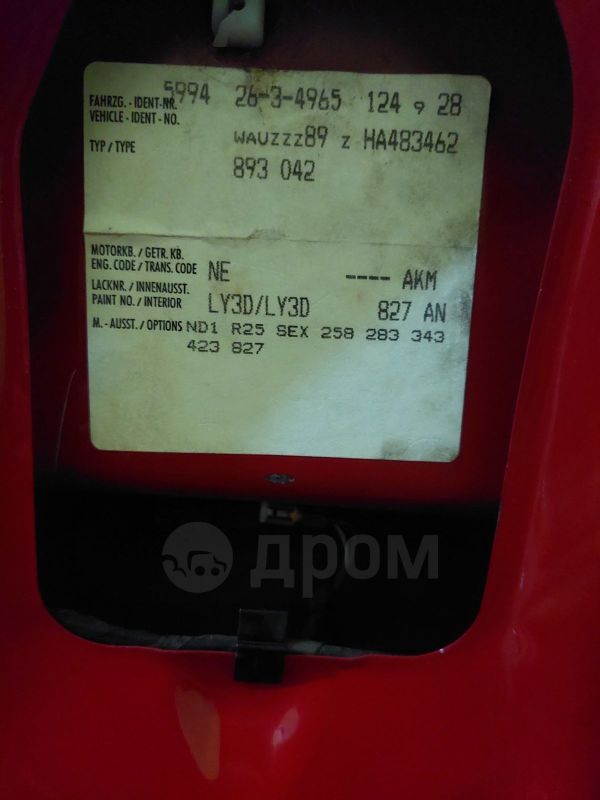 5994 26-3-4965 124 9 28
FAHRZG. - IDENT-NR.
VEHICLE - IDENT - NO. WAUZZZ89 Z HA483462
TYP / TYPE 893 042
MOTORKB. / GETR. KB.
ENG. CODE / TRANS. CODE NE ---- AKM
LACKNR. / INNENAUSST.
PAINT NO. / INTERIOR LY3D/LY3D 827 AN
M. - AUSST. / OPTIONS ND1 R25 SEX 258 283 343
423 827
дром